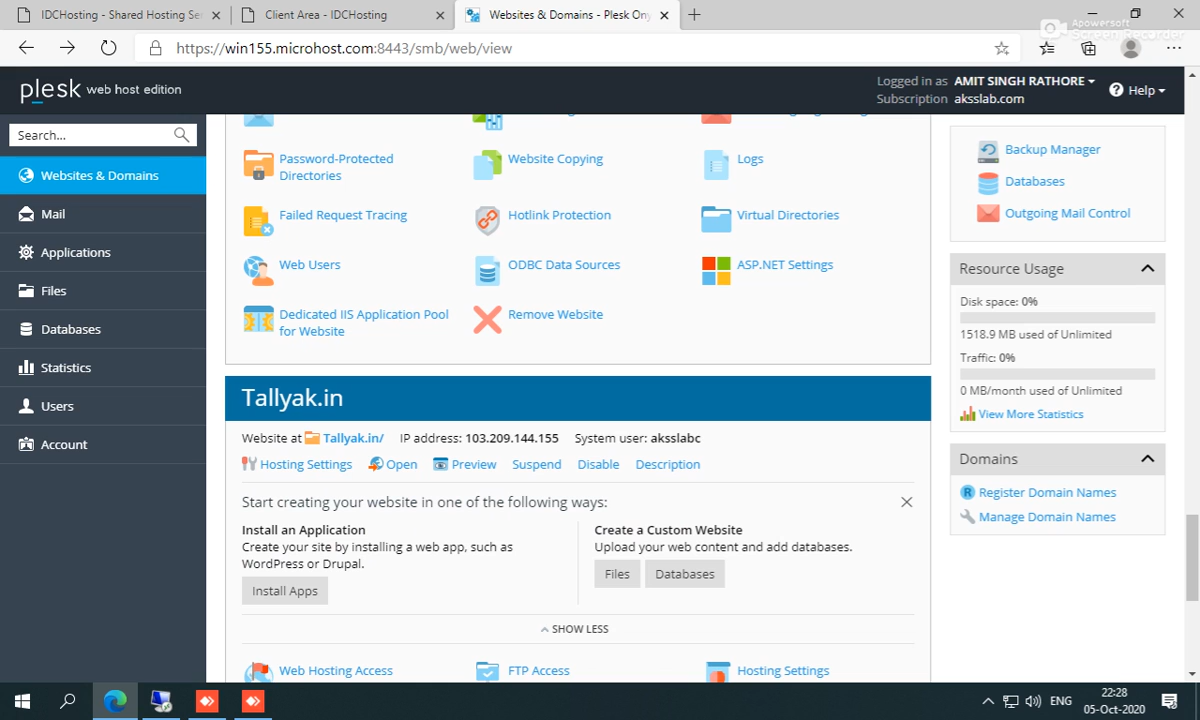 IDCHosting - Shared Hosting Se
Client Area - IDCHosting
Websites & Domains - Plesk Ony
Apowersoft
Screen Recorder
https://win155.microhost.com:8443/smb/web/view
plesk web host edition
Logged in as AMIT SINGH RATHORE
Subscription aksslab.com
Help
Search...
Websites & Domains
Mail
Applications
Files
Databases
Statistics
Users
Account
Password-Protected
Directories
Website Copying
Logs
Failed Request Tracing
Hotlink Protection
Virtual Directories
Web Users
ODBC Data Sources
ASP.NET Settings
Dedicated IIS Application Pool
for Website
Remove Website
Tallyak.in
Website at Tallyak.in/ IP address: 103.209.144.155 System user: aksslabc
Hosting Settings Open Preview Suspend Disable Description
Start creating your website in one of the following ways:
Install an Application
Create your site by installing a web app, such as
WordPress or Drupal.
Install Apps
Create a Custom Website
Upload your web content and add databases.
Files Databases
SHOW LESS
Web Hosting Access
FTP Access
Hosting Settings
Backup Manager
Databases
Outgoing Mail Control
Resource Usage
Disk space: 0%
1518.9 MB used of Unlimited
Traffic: 0%
0 MB/month used of Unlimited
View More Statistics
Domains
Register Domain Names
Manage Domain Names
ENG
22:28
05-Oct-2020